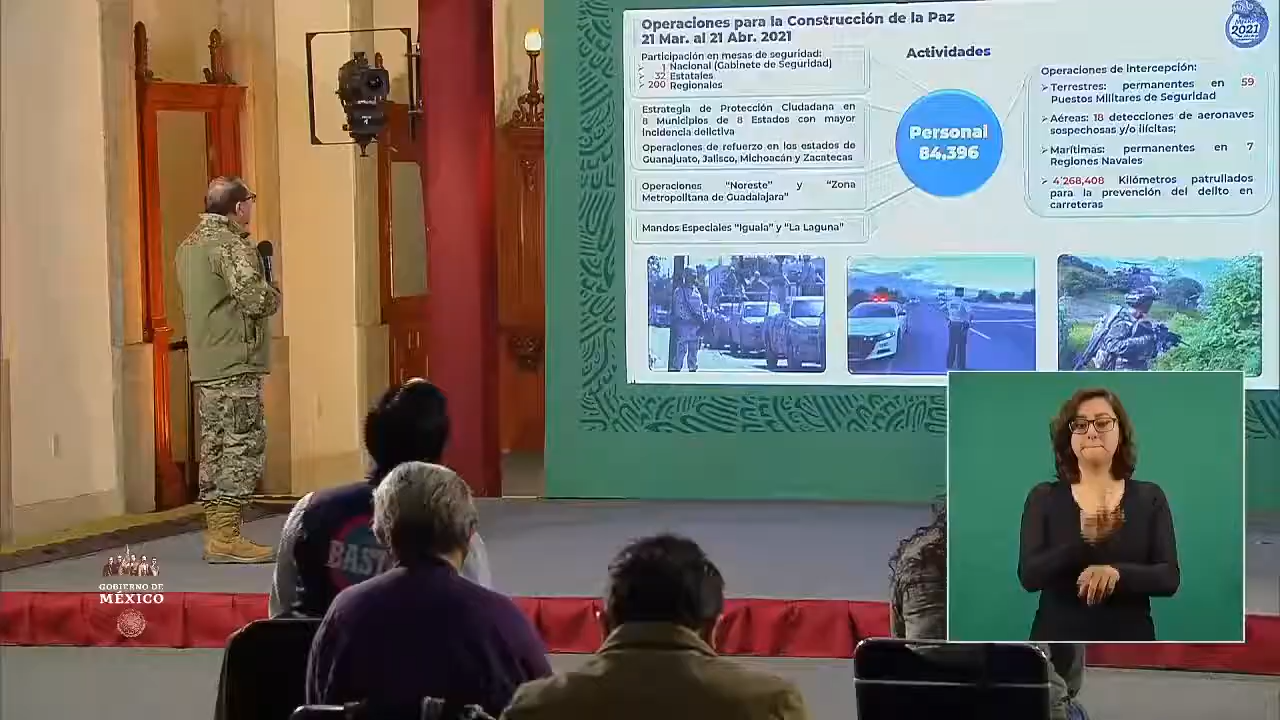 Operaciones para la Construcción de la Paz
21 Mar. al 21 Abr. 2021
Actividades
Participación en mesas de seguridad:
1 Nacional (Gabinete de Seguridad)
32 Estatales
200 Regionales
Estrategia de Protección Ciudadana en
8 Municipios de 8 Estados con mayor
incidencia delictiva
Operaciones de refuerzo en los estados de
Guanajuato, Jalisco, Michoacán y Zacatecas
Operaciones "Noreste" y "Zona
Metropolitana de Guadalajara"
Mandos Especiales "Iguala" y "La Laguna"
Personal
84,396
Operaciones de intercepción:
Terrestres: permanentes en 59
Puestos Militares de Seguridad
Aéreas: 18 detecciones de aeronaves
sospechosas y/o ilícitas;
Marítimas: permanentes en 7
Regiones Navales
4'268,408 Kilómetros patrullados
para la prevención del delito en
carreteras
2021
GOBIERNO DE
MÉXICO